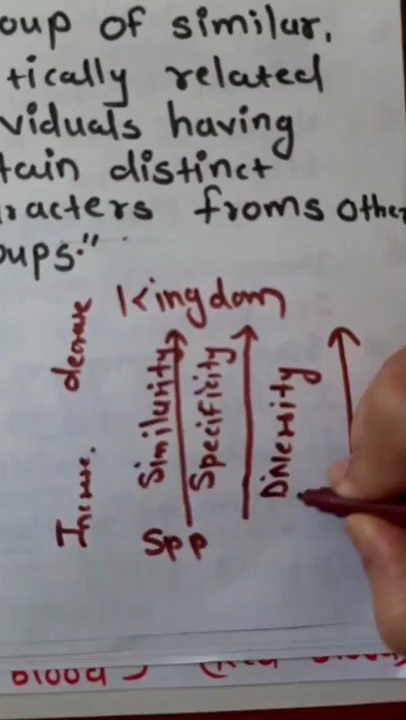 oup of similar,
tically related
viduals having
tain distinct
racters froms other
oups."
Kingdom
decrease
Similarity
Specificity
Diversity
Increase.
Spp
Blood